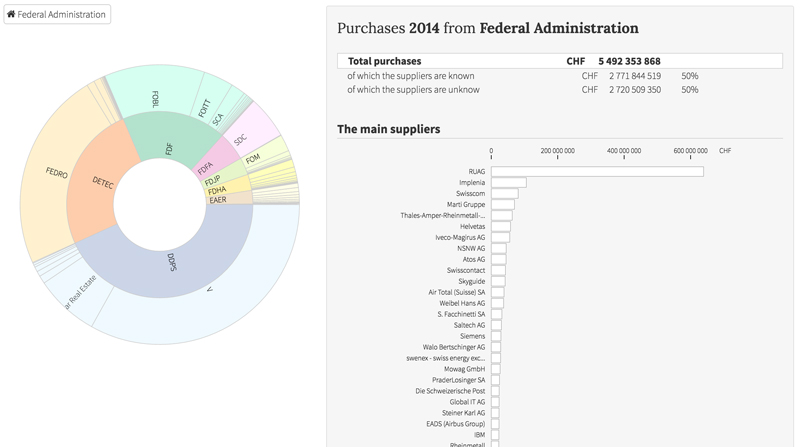 Federal Administration
FOBL
FOITT
SCA
SDC
FOM
FEDRO
FDF
FDFA
FDJP
FDHA
EAER
DETEC
DDPS
ar Real Estate
V
Purchases 2014 from Federal Administration
Total purchases CHF 5 492 353 868
of which the suppliers are known CHF 2 771 844 519 50%
of which the suppliers are unknow CHF 2 720 509 350 50%
The main suppliers
0 200 000 000 400 000 000 600 000 000 CHF
RUAG
Implenia
Swisscom
Marti Gruppe
Thales-Amper-Rheinmetall-...
Helvetas
Iveco-Magirus AG
NSNW AG
Atos AG
Swisscontact
Skyguide
Air Total (Suisse) SA
Weibel Hans AG
S. Facchinetti SA
Saltech AG
Siemens
Walo Bertschinger AG
swenex - swiss energy exc...
Mowag GmbH
PraderLosinger SA
Die Schweizerische Post
Global IT AG
Steiner Karl AG
EADS (Airbus Group)
IBM
Rheinmetall